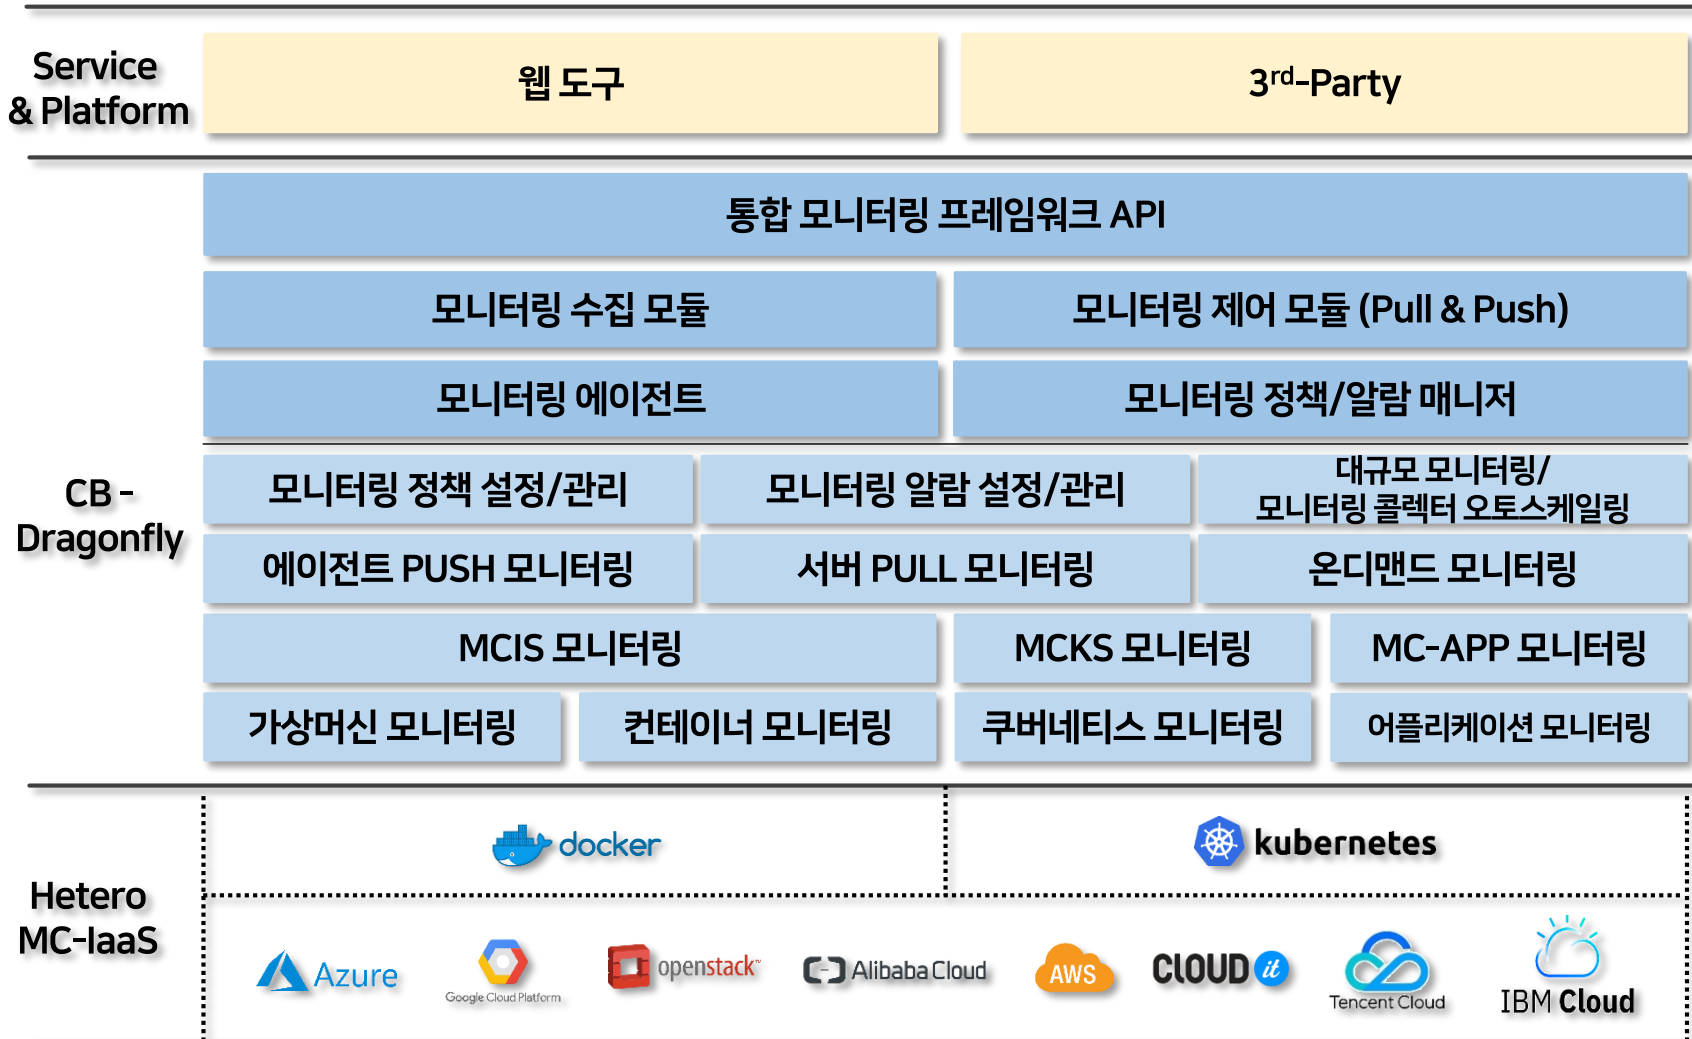 Service
& Platform
웹 도구
3rd-Party
통합 모니터링 프레임워크 API
모니터링 수집 모듈
모니터링 제어 모듈 (Pull & Push)
모니터링 에이전트
모니터링 정책/알람 매니저
CB -
Dragonfly
모니터링 정책 설정/관리
모니터링 알람 설정/관리
대규모 모니터링/
모니터링 콜렉터 오토스케일링
에이전트 PUSH 모니터링
서버 PULL 모니터링
온디맨드 모니터링
MCIS 모니터링
MCKS 모니터링
MC-APP 모니터링
가상머신 모니터링
컨테이너 모니터링
쿠버네티스 모니터링
어플리케이션 모니터링
Hetero
MC-IaaS
docker
kubernetes
Azure
Google Cloud Platform
openstack™
Alibaba Cloud
AWS
CLOUD it
Tencent Cloud
IBM Cloud